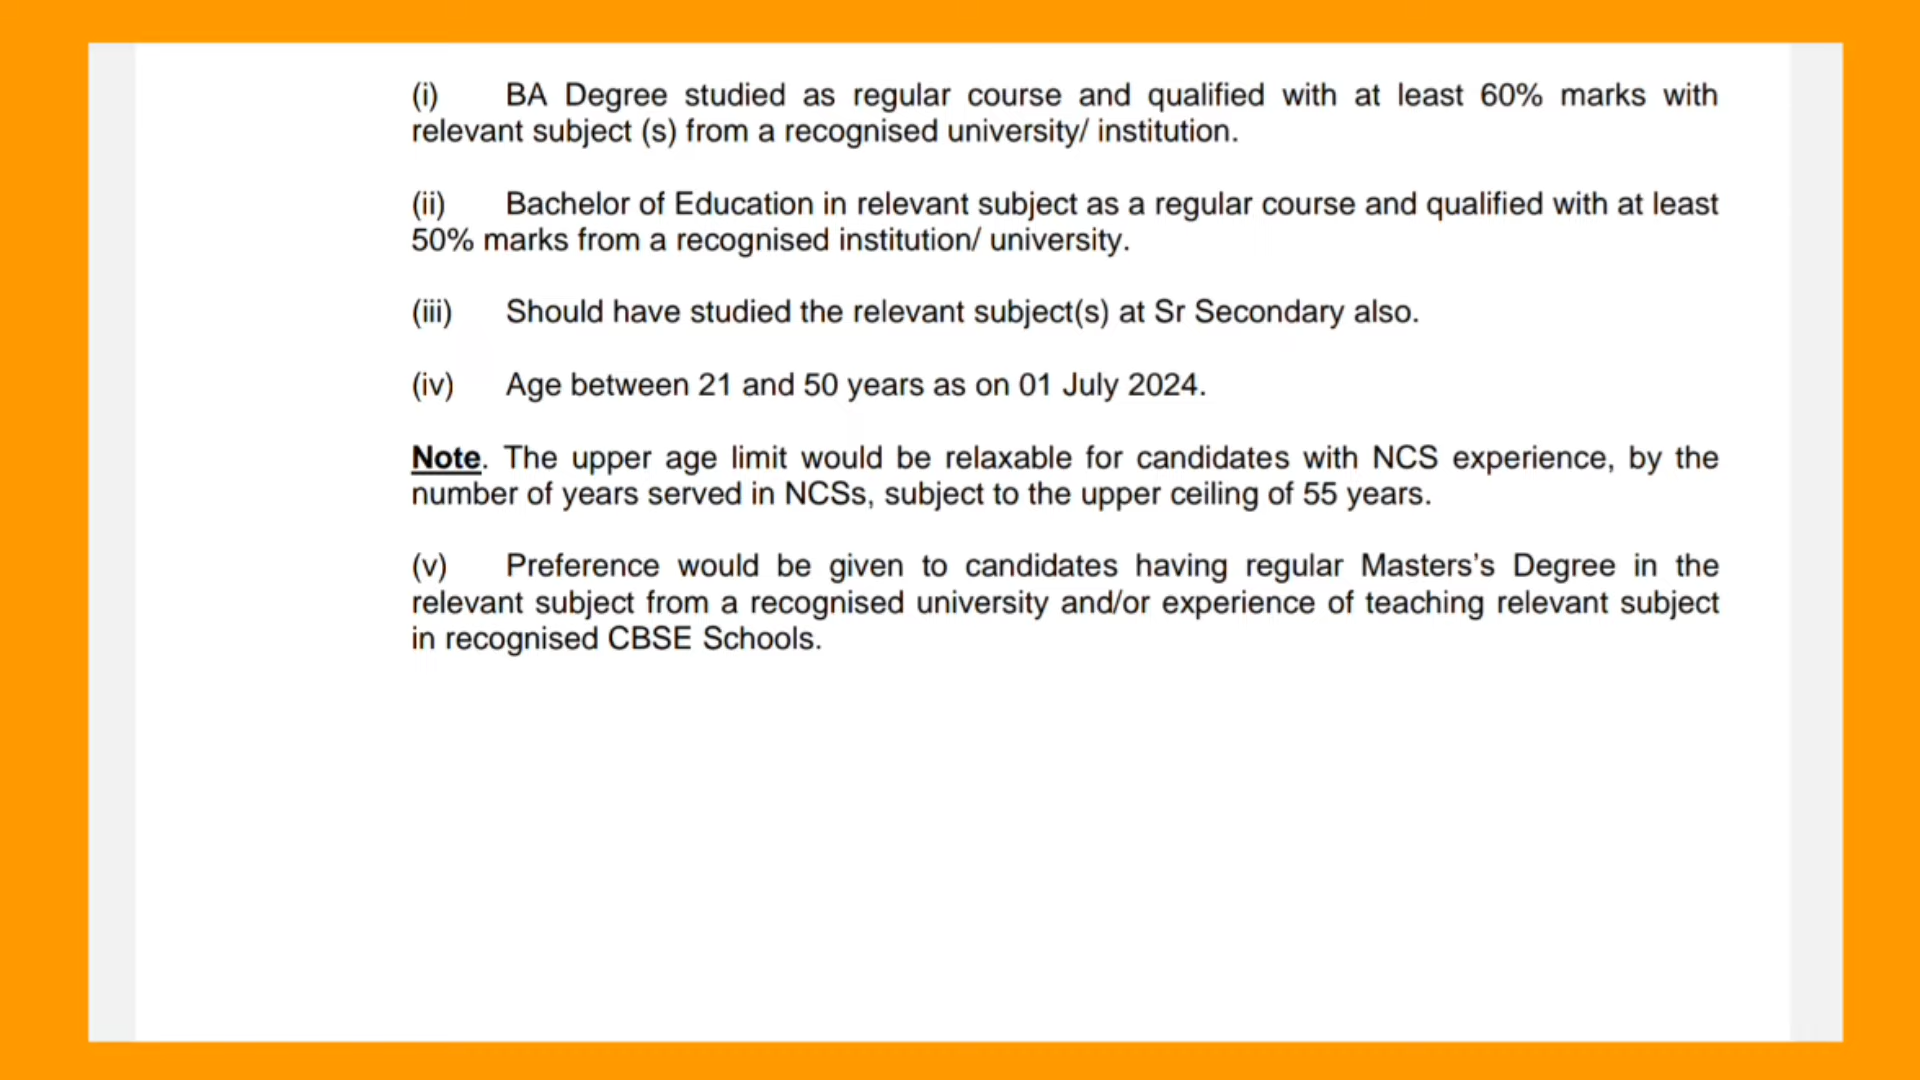 (i) BA Degree studied as regular course and qualified with at least 60% marks with
relevant subject (s) from a recognised university/ institution.
(ii) Bachelor of Education in relevant subject as a regular course and qualified with at least
50% marks from a recognised institution/ university.
(iii) Should have studied the relevant subject(s) at Sr Secondary also.
(iv) Age between 21 and 50 years as on 01 July 2024.
Note. The upper age limit would be relaxable for candidates with NCS experience, by the
number of years served in NCSs, subject to the upper ceiling of 55 years.
(v) Preference would be given to candidates having regular Masters’s Degree in the
relevant subject from a recognised university and/or experience of teaching relevant subject
in recognised CBSE Schools.